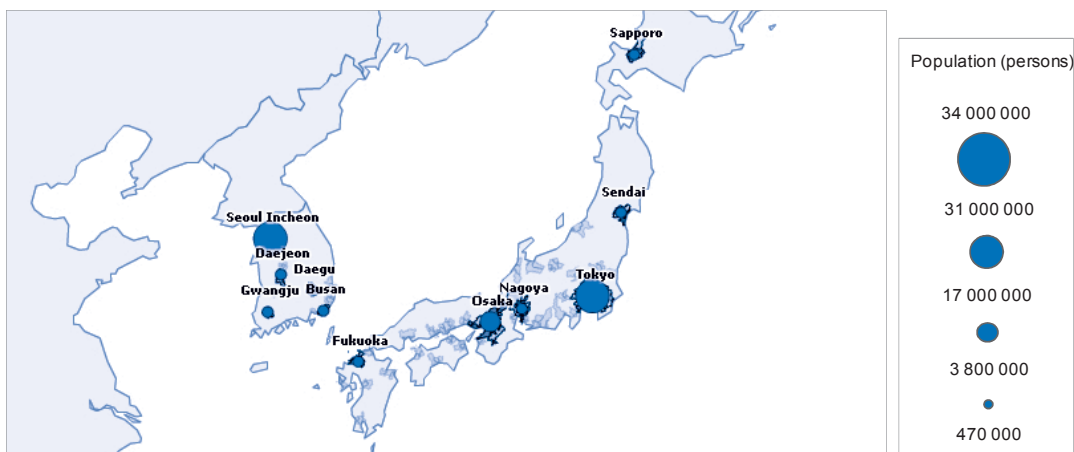 Sapporo
Sendai
Seoul Incheon
Daejeon
Daegu
Gwangju
Busan
Tokyo
Nagoya
Osaka
Fukuoka
Population (persons)
34 000 000
31 000 000
17 000 000
3 800 000
470 000